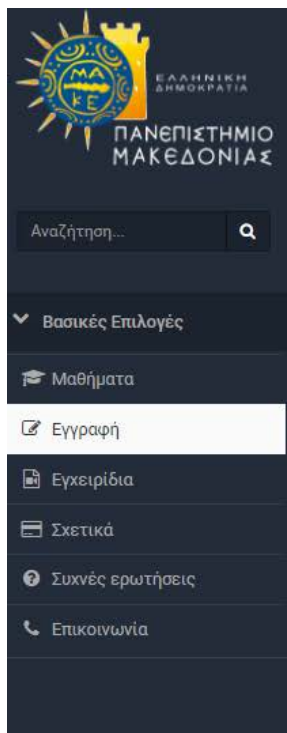 ΜΑ
ΚΕ
ΕΛΛΗΝΙΚΗ
ΔΗΜΟΚΡΑΤΙΑ
ΠΑΝΕΠΙΣΤΗΜΙΟ
ΜΑΚΕΔΟΝΙΑΣ
Αναζήτηση...
Βασικές Επιλογές
Μαθήματα
Εγγραφή
Εγχειρίδια
Σχετικά
Συχνές ερωτήσεις
Επικοινωνία